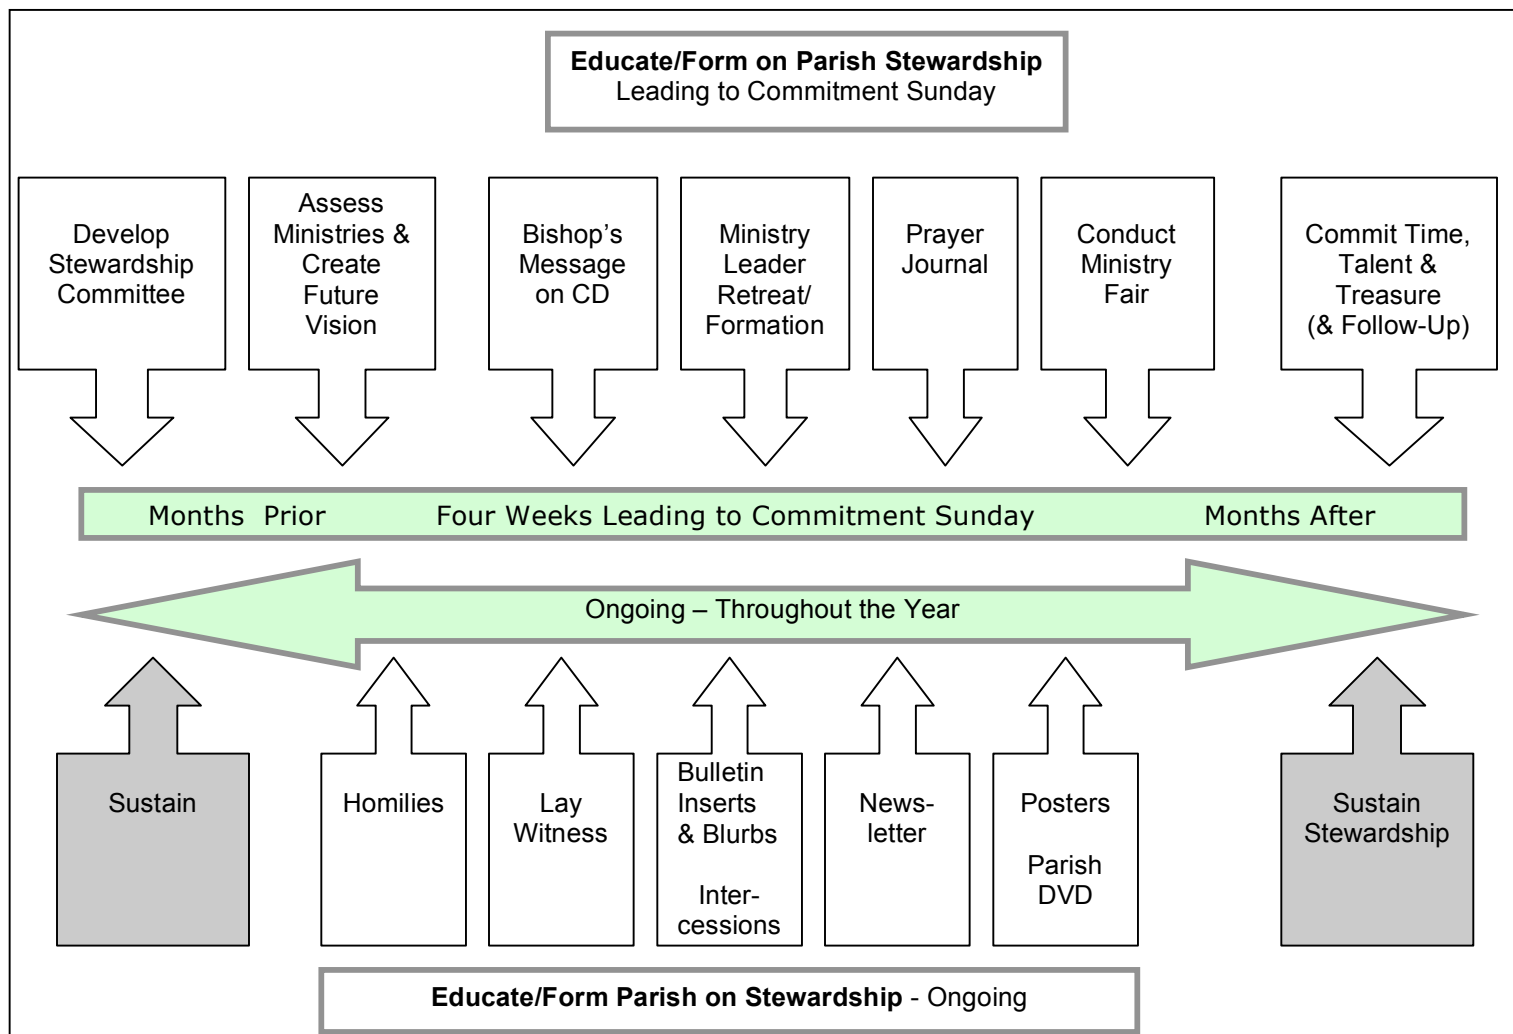 Educate/Form on Parish Stewardship
Leading to Commitment Sunday
Develop
Stewardship
Committee
Assess
Ministries &
Create
Future
Vision
Bishop’s
Message
on CD
Ministry
Leader
Retreat/
Formation
Prayer
Journal
Conduct
Ministry
Fair
Commit Time,
Talent &
Treasure
(& Follow-Up)
Months Prior
Four Weeks Leading to Commitment Sunday
Months After
Ongoing – Throughout the Year
Sustain
Homilies
Lay
Witness
Bulletin
Inserts
& Blurbs
Inter-
cessions
News-
letter
Posters
Parish
DVD
Sustain
Stewardship
Educate/Form Parish on Stewardship - Ongoing